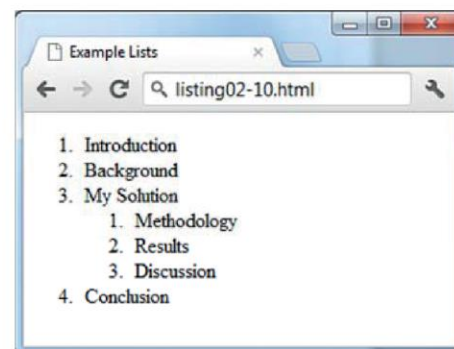 Example Lists
listing02-10.html
1. Introduction
2. Background
3. My Solution
1. Methodology
2. Results
3. Discussion
4. Conclusion